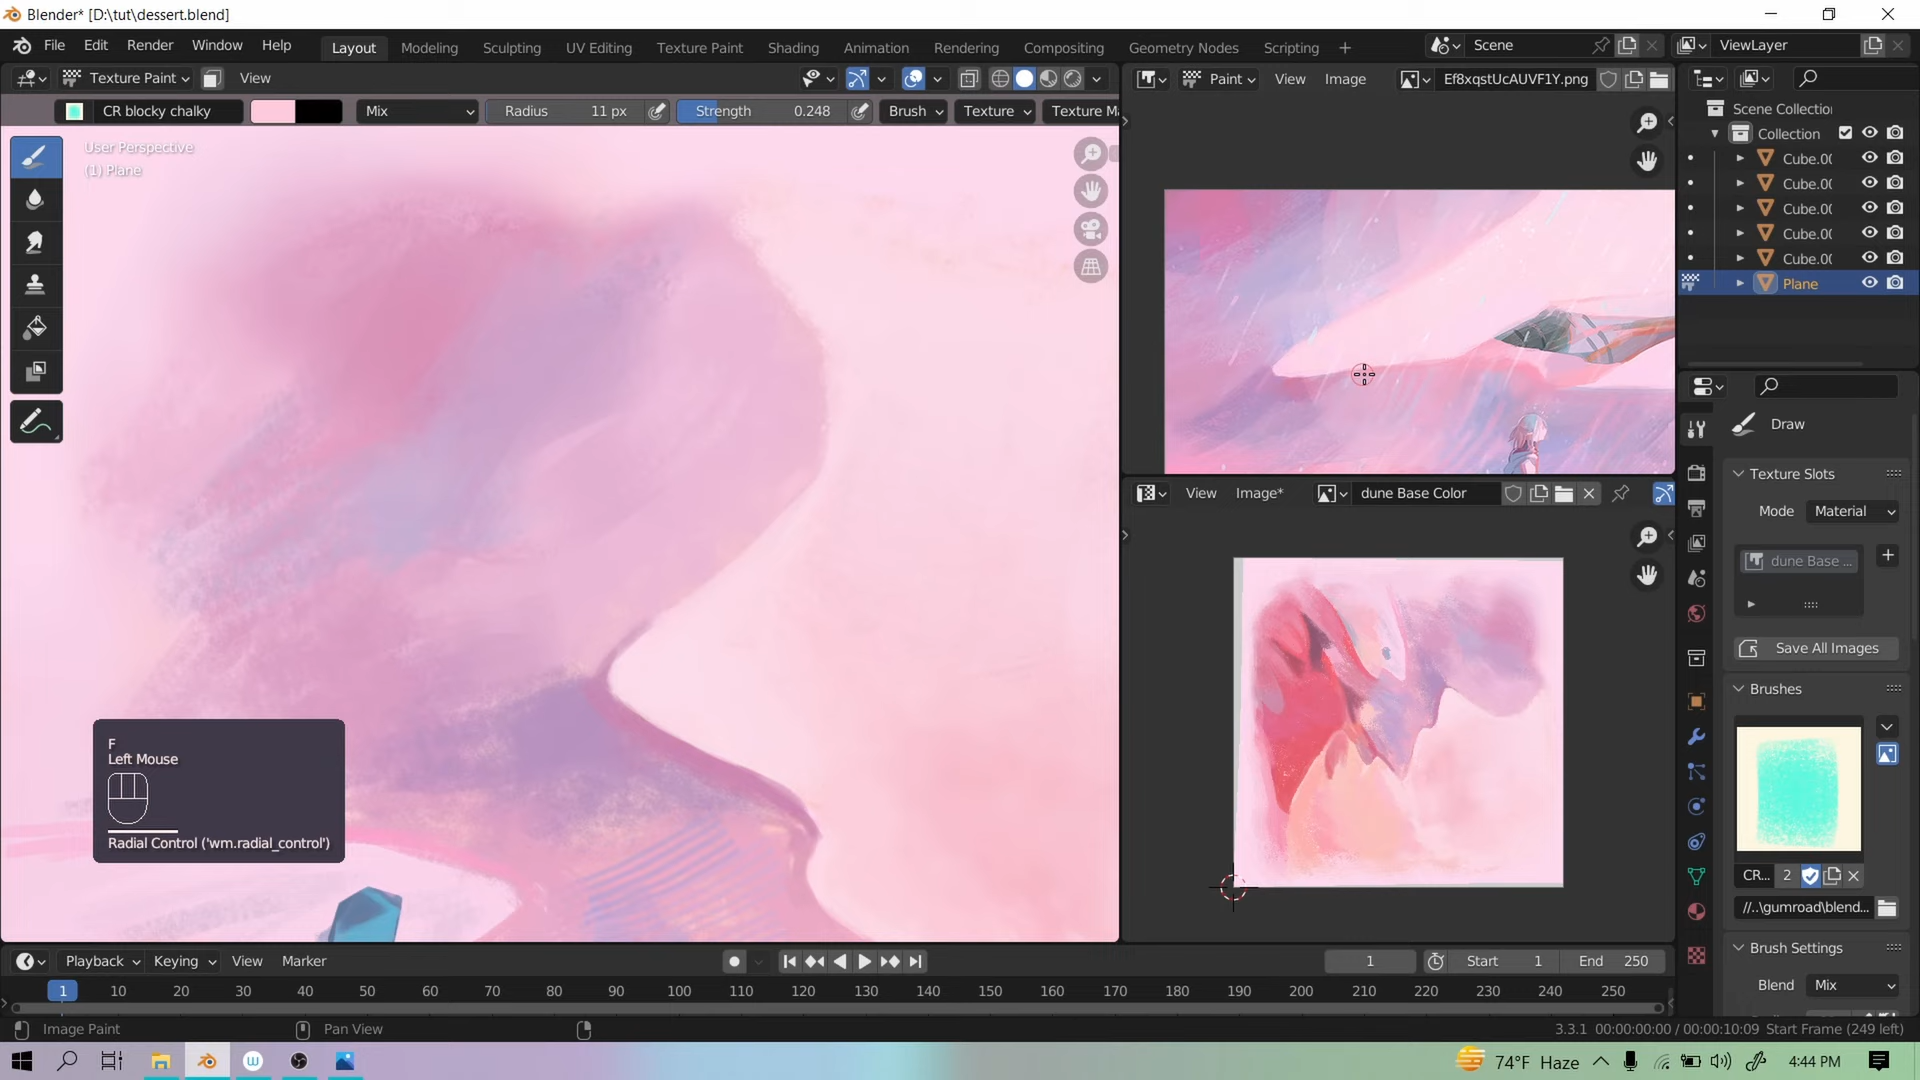 Blender* [D:\tut\dessert.blend]
File Edit Render Window Help Layout Modeling Sculpting UV Editing Texture Paint Shading Animation Rendering Compositing Geometry Nodes Scripting + Scene ViewLayer
Texture Paint View
CR blocky chalky Mix Radius 11 px Strength 0.248 Brush Texture Texture M
User Perspective
(1) Plane
F
Left Mouse
Radial Control ('wm.radial_control')
Paint View Image Ef8xqstUcAUVF1Y.png
View Image* dune Base Color
Scene Collectio
Collection
Cube.00
Cube.00
Cube.00
Cube.00
Cube.00
Plane
Draw
Texture Slots
Mode Material
dune Base ...
Save All Images
Brushes
CR... 2
//..\gumroad\blend...
Brush Settings
Blend Mix
Playback Keying View Marker 1 Start 1 End 250
1 10 20 30 40 50 60 70 80 90 100 110 120 130 140 150 160 170 180 190 200 210 220 230 240 250
Image Paint Pan View 3.3.1 00:00:00:00 / 00:00:10:09 Start Frame (249 left)
74°F Haze 4:44 PM